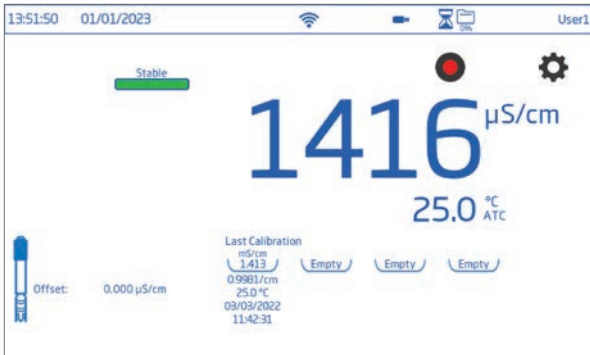 13:51:50 01/01/2023 0% User1
Stable
1416 µS/cm
25.0 °C
ATC
Last Calibration
mS/cm
1.413 Empty Empty Empty
0.9981/cm
Offset: 0.000 µS/cm
25.0 °C
03/03/2022
11:42:31